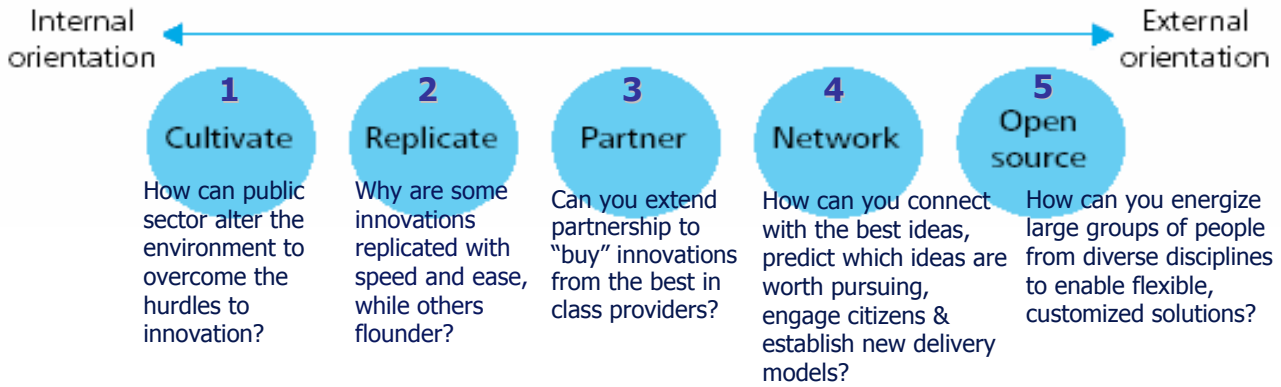 Internal
orientation
External
orientation
1
Cultivate
How can public
sector alter the
environment to
overcome the
hurdles to
innovation?
2
Replicate
Why are some
innovations
replicated with
speed and ease,
while others
flounder?
3
Partner
Can you extend
partnership to
“buy” innovations
from the best in
class providers?
4
Network
How can you connect
with the best ideas,
predict which ideas are
worth pursuing,
engage citizens &
establish new delivery
models?
5
Open
source
How can you energize
large groups of people
from diverse disciplines
to enable flexible,
customized solutions?